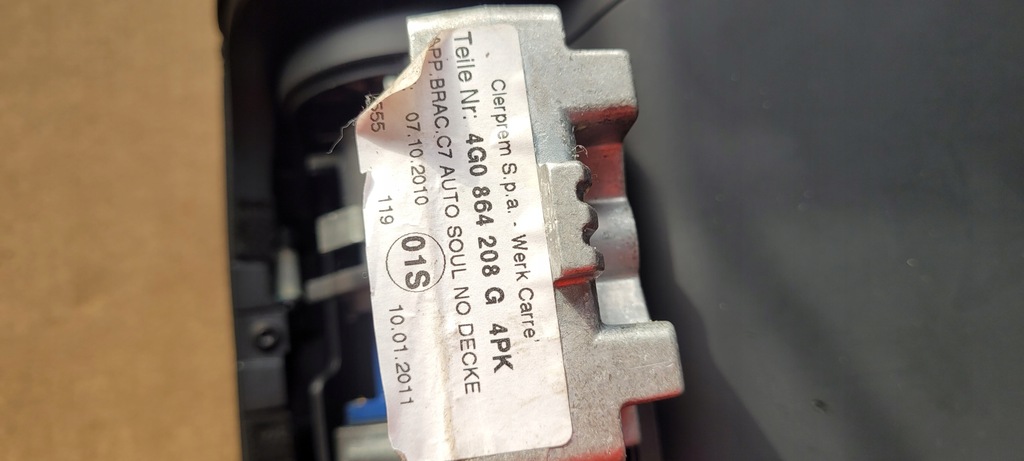 Clerprem S.p.a. - Werk Carre'
Teile Nr: 4G0 864 208 G 4PK
APP.BRAC.C7 AUTO SOUL NO DECKE
07.10.2010 01S
555 119 10.01.2011